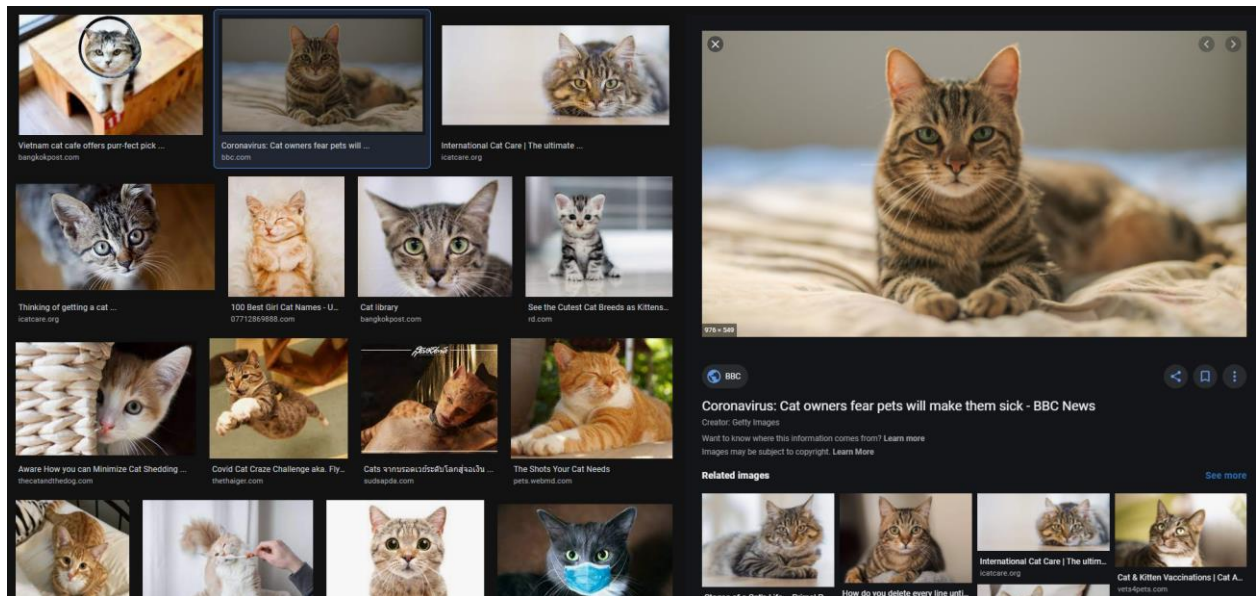 Vietnam cat cafe offers purr-fect pick ...
bangkokpost.com
Coronavirus: Cat owners fear pets will ...
bbc.com
International Cat Care | The ultimate ...
icatcare.org
Thinking of getting a cat ...
icatcare.org
100 Best Girl Cat Names - U...
07712869888.com
Cat library
bangkokpost.com
See the Cutest Cat Breeds as Kittens...
rd.com
Aware How you can Minimize Cat Shedding ...
thecatandthedog.com
Covid Cat Craze Challenge aka. Fly...
thethaiger.com
Cats จากบรอดเวย์ระดับโลกสู่จอเงิน ...
sudsapda.com
The Shots Your Cat Needs
pets.webmd.com
976 × 549
BBC
Coronavirus: Cat owners fear pets will make them sick - BBC News
Creator: Getty Images
Want to know where this information comes from? Learn more
Images may be subject to copyright. Learn More
Related images
See more
International Cat Care | The ultim...
icatcare.org
Cat & Kitten Vaccinations | Cat A...
vets4pets.com
How do you delete every line unti...